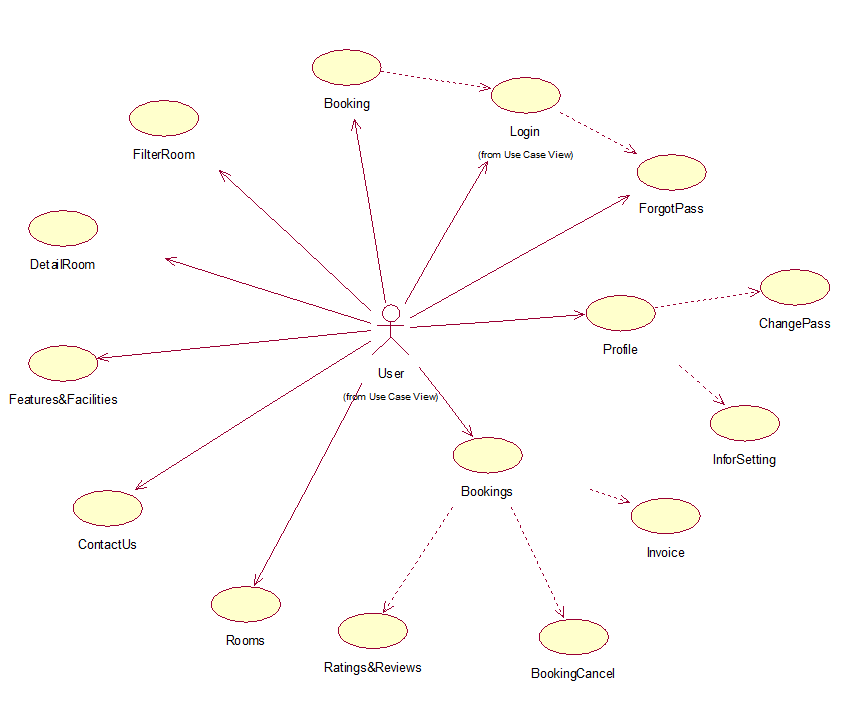 Booking
Login
(from Use Case View)
FilterRoom
ForgotPass
DetailRoom
ChangePass
Profile
User
(from Use Case View)
Features&Facilities
InforSetting
Bookings
ContactUs
Invoice
Rooms
Ratings&Reviews
BookingCancel